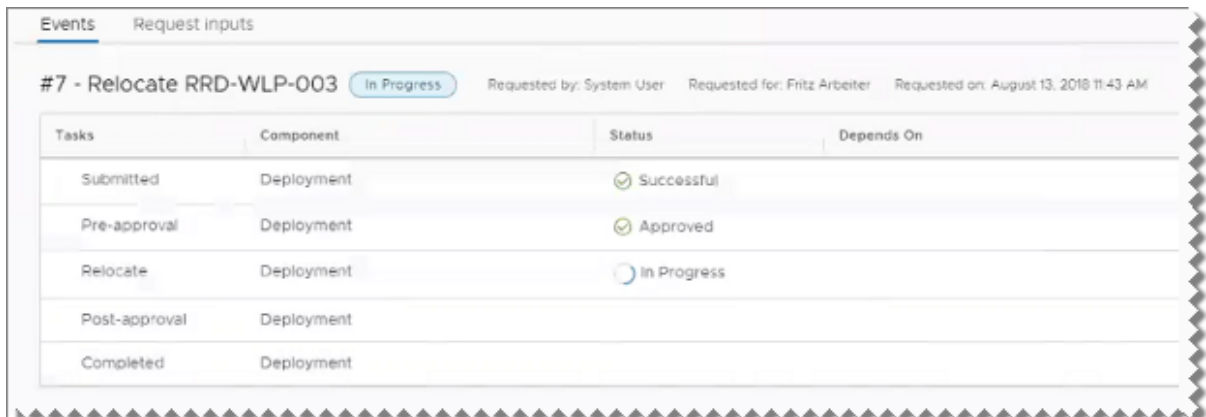 Events Request inputs
#7 - Relocate RRD-WLP-003 In Progress Requested by: System User Requested for: Fritz Arbeiter Requested on: August 13, 2018 11:43 AM
Tasks Component Status Depends On
Submitted Deployment Successful
Pre-approval Deployment Approved
Relocate Deployment In Progress
Post-approval Deployment
Completed Deployment